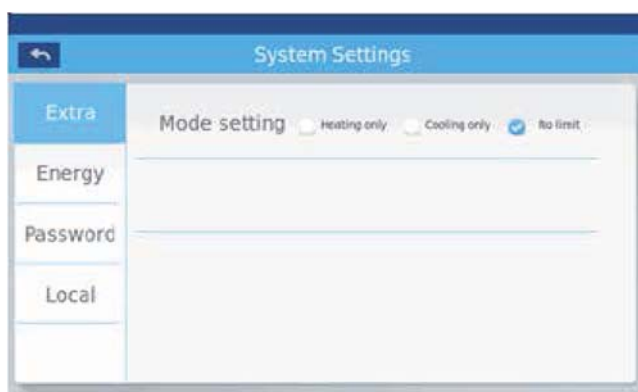 System Settings
Extra
Mode setting Heating only Cooling only No limit
Energy
Password
Local